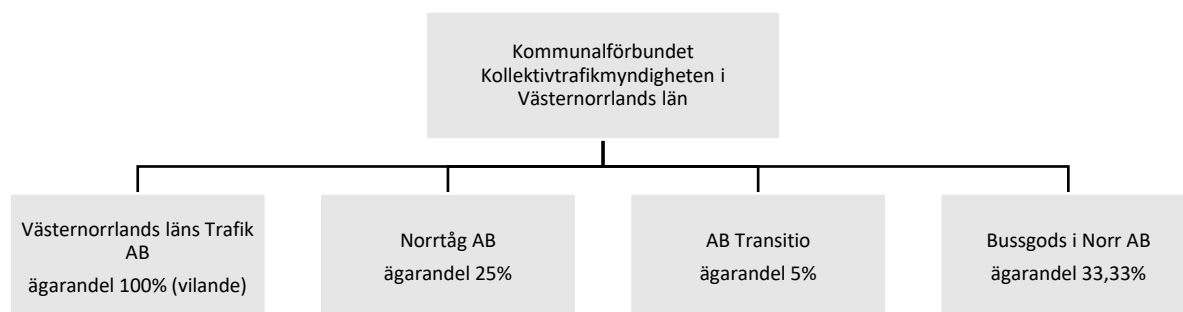 Kommunalförbundet
Kollektivtrafikmyndigheten i
Västernorrlands län
Västernorrlands läns Trafik
AB
ägarandel 100% (vilande)
Norrtåg AB
ägarandel 25%
AB Transitio
ägarandel 5%
Bussgods i Norr AB
ägarandel 33,33%